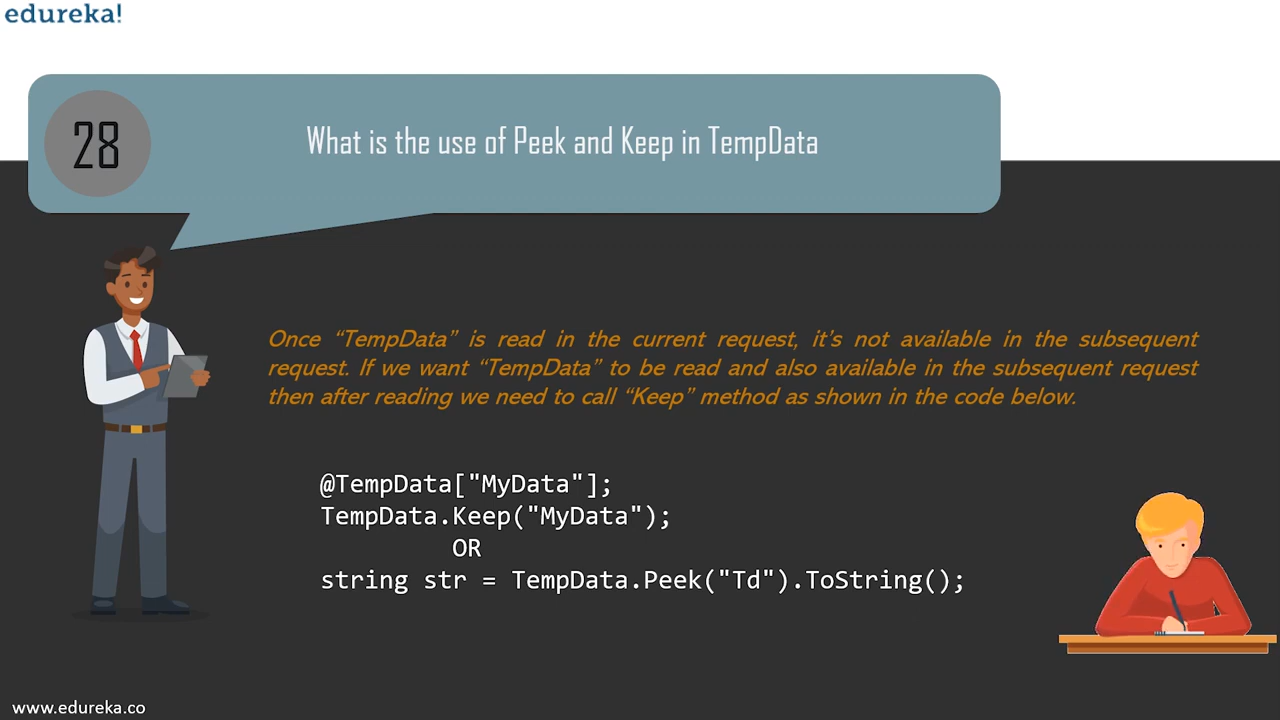 edureka!
28
What is the use of Peek and Keep in TempData
Once “TempData” is read in the current request, it’s not available in the subsequent
request. If we want “TempData” to be read and also available in the subsequent request
then after reading we need to call “Keep” method as shown in the code below.
@TempData["MyData"];
TempData.Keep("MyData");
OR
string str = TempData.Peek("Td").ToString();
www.edureka.co